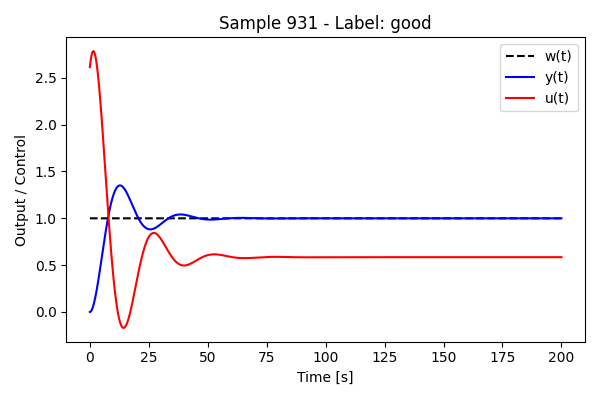 Sample 931 - Label: good
w(t)
y(t)
u(t)
Output / Control
2.5
2.0
1.5
1.0
0.5
0.0
0 25 50 75 100 125 150 175 200
Time [s]